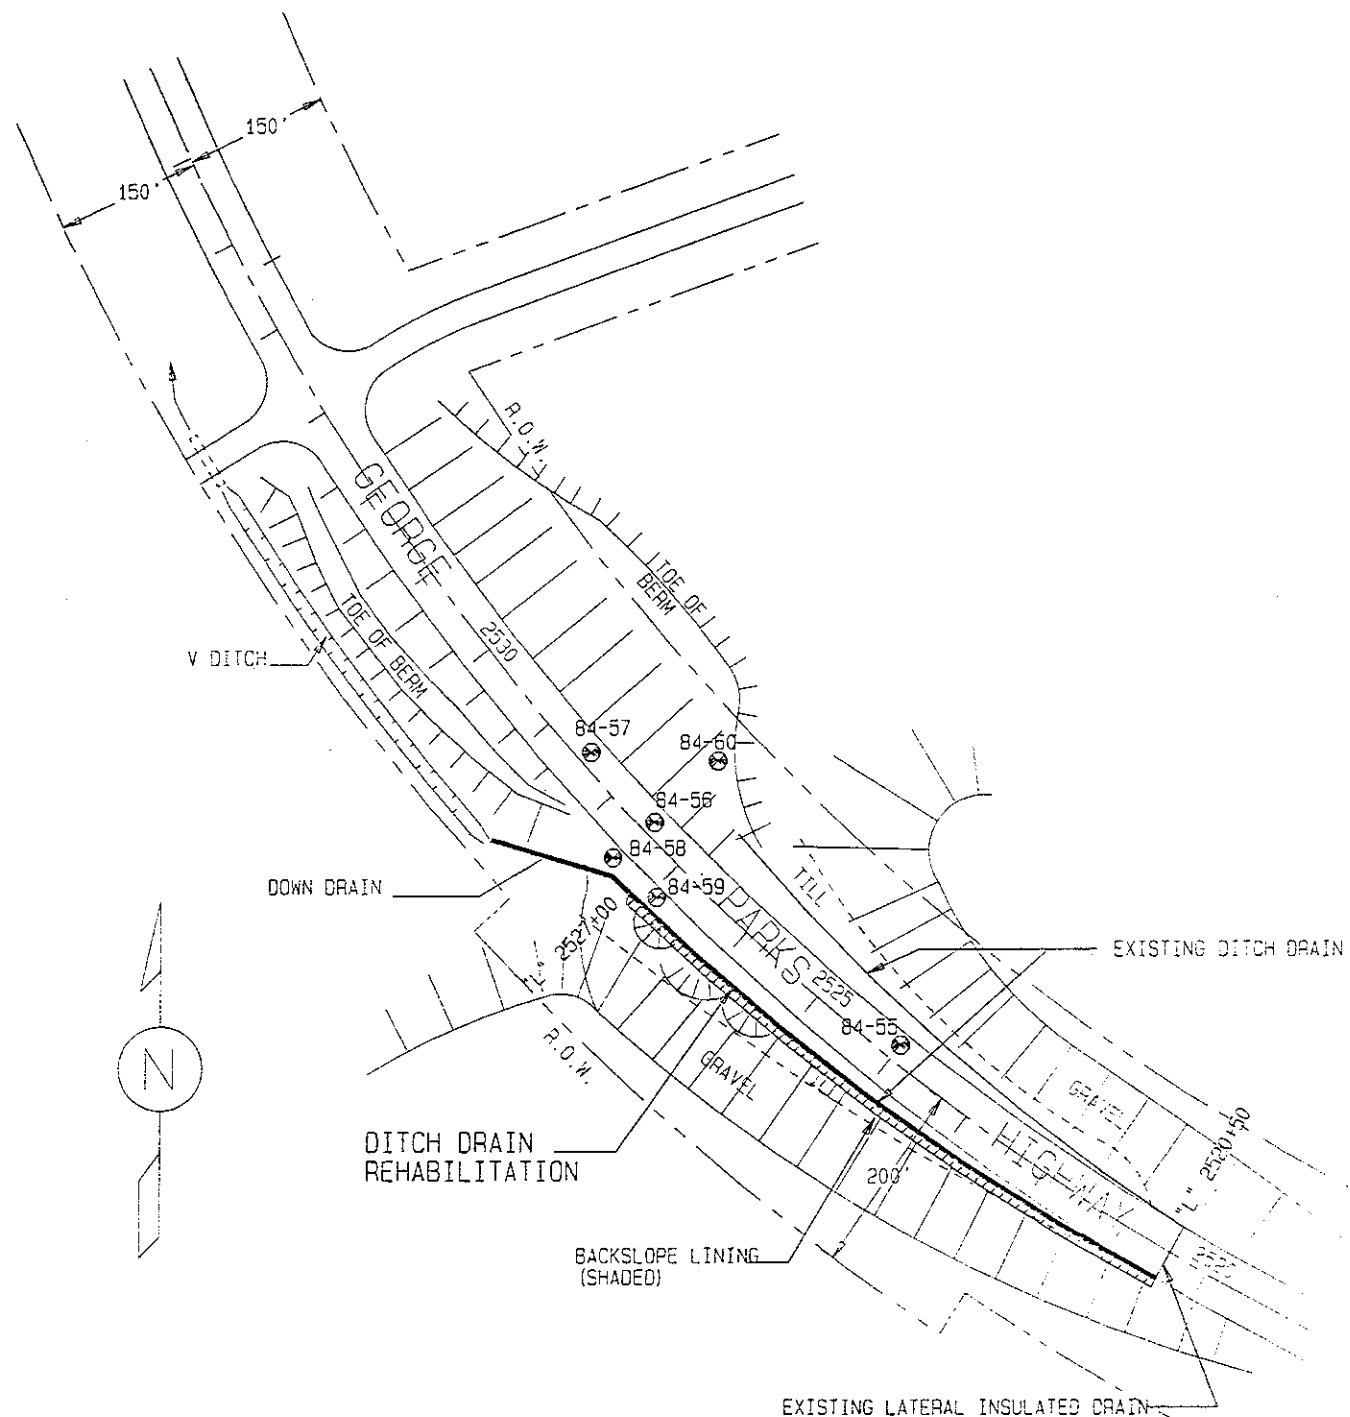 150'
150'
R.O.W.
GEORGE
TOE OF
BERM
TOE OF BERM
2530
V DITCH
84-57
84-60
84-56
84-58
DOWN DRAIN
84-59
TILL
PARKS
"L" 2527+00
EXISTING DITCH DRAIN
2525
84-55
R.O.W.
GRAVEL
GRAVEL
N
DITCH DRAIN
REHABILITATION
HIGHWAY
"L" 2520+50
200'
BACKSLOPE LINING
(SHADED)
EXISTING LATERAL INSULATED DRAIN